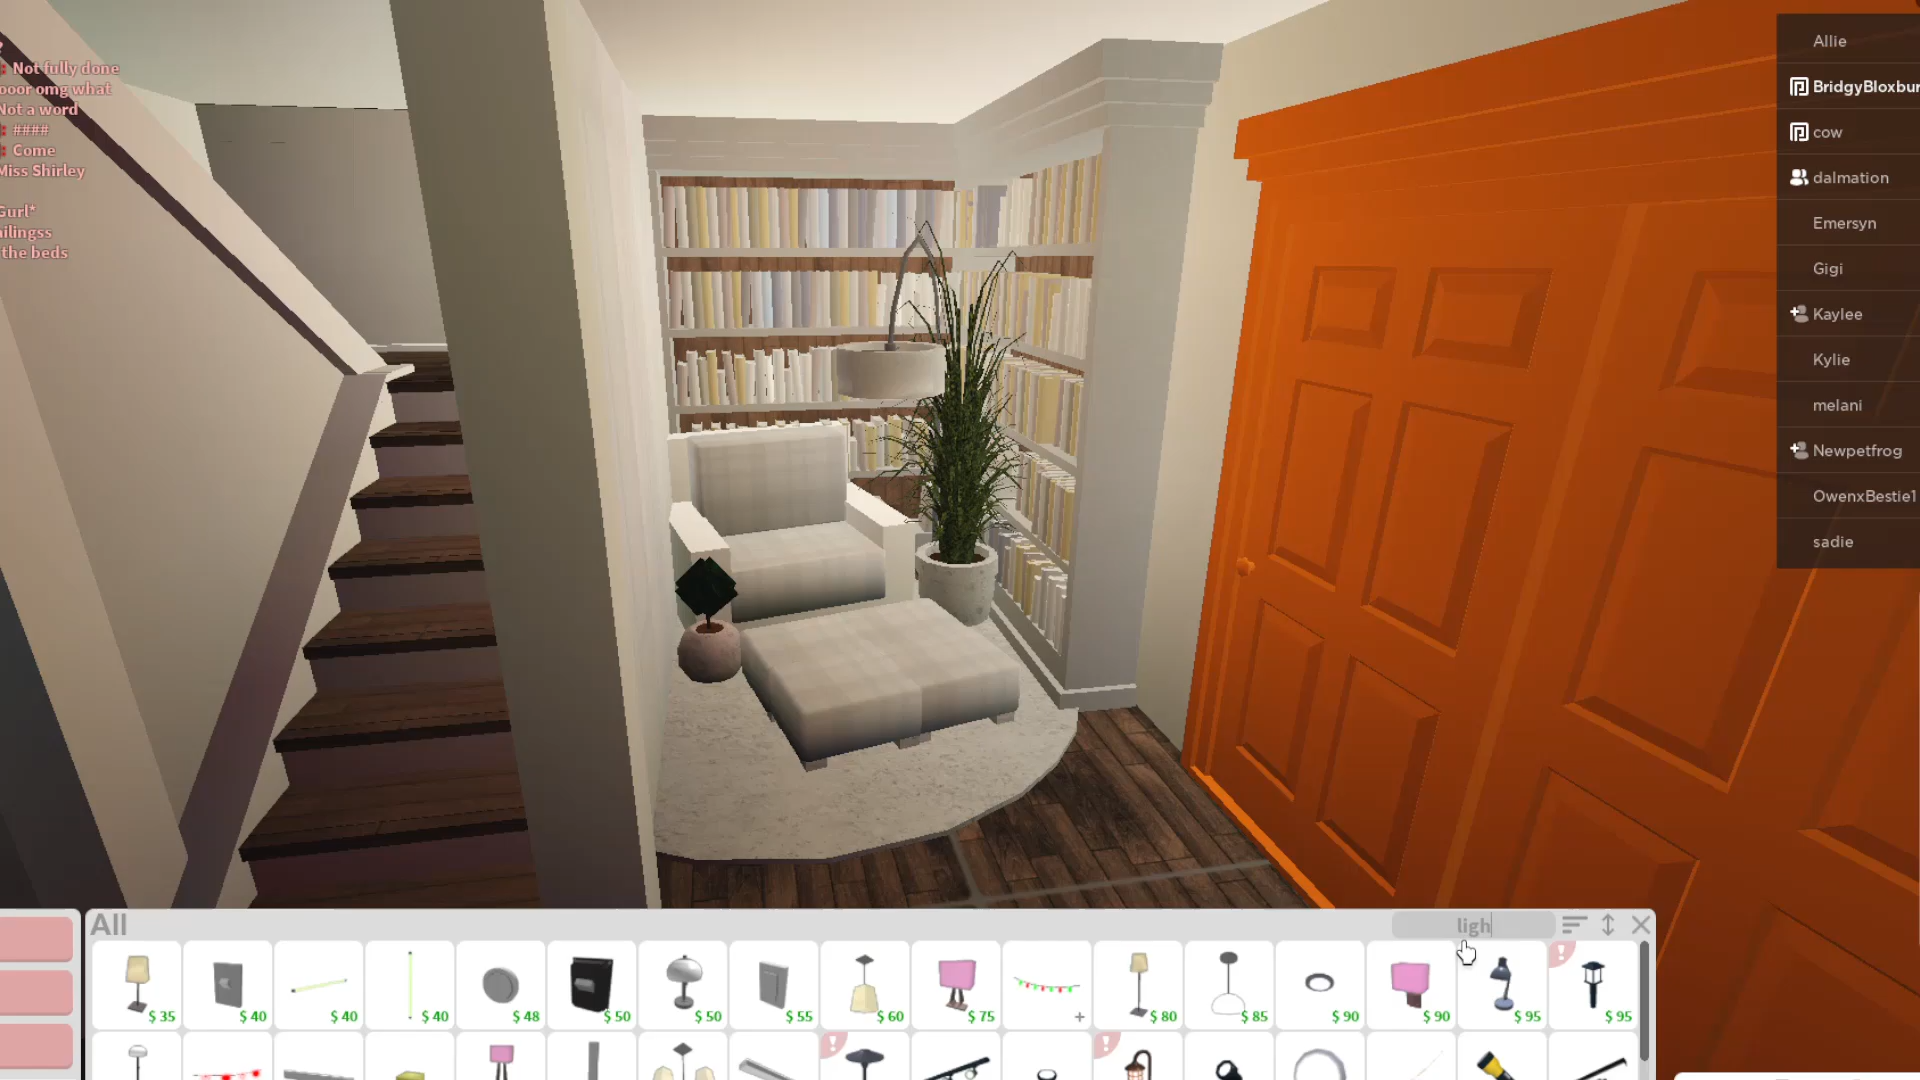 : Not fully done
ooor omg what
Not a word
: ####
: Come
Miss Shirley
Gurl*
ailingss
the beds
Allie
BridgyBloxbur
cow
dalmation
Emersyn
Gigi
Kaylee
Kylie
melani
Newpetfrog
OwenxBestie1
sadie
All
ligh
$ 35
$ 40
$ 40
$ 40
$ 48
$ 50
$ 50
$ 55
$ 60
$ 75
+
$ 80
$ 85
$ 90
$ 90
$ 95
$ 95